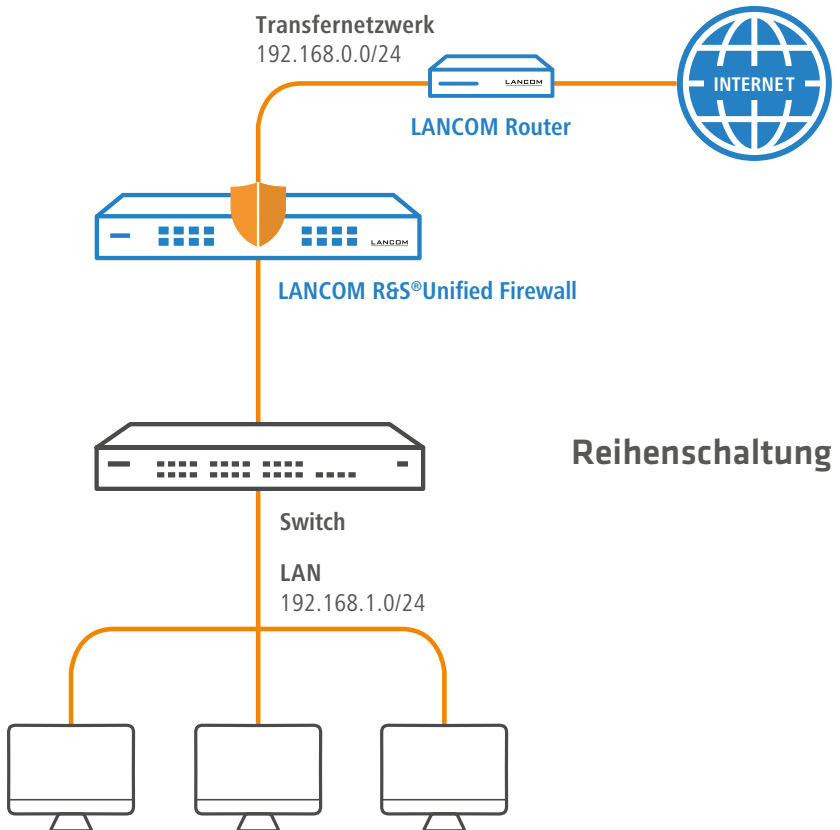 Transfernetzwerk
192.168.0.0/24
LANCOM
INTERNET
LANCOM Router
LANCOM
LANCOM R&S®Unified Firewall
Reihenschaltung
Switch
LAN
192.168.1.0/24